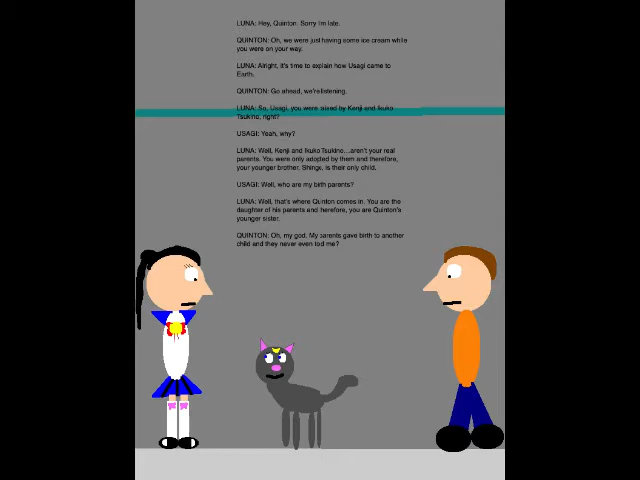 LUNA: Hey, Quinton. Sorry I'm late.
QUINTON: Oh, we were just having some ice cream while
you were on your way.
LUNA: Alright, it's time to explain how Usagi came to
Earth.
QUINTON: Go ahead, we're listening.
LUNA: So, Usagi, you were raised by Kenji and Ikuko
Tsukino, right?
USAGI: Yeah, why?
LUNA: Well, Kenji and Ikuko Tsukino...aren't your real
parents. You were only adopted by them and therefore,
your younger brother, Shingo, is their only child.
USAGI: Well, who are my birth parents?
LUNA: Well, that's where Quinton comes in. You are the
daughter of his parents and herefore, you are Quinton's
younger sister.
QUINTON: Oh, my god, My parents gave birth to another
child and they never even told me?